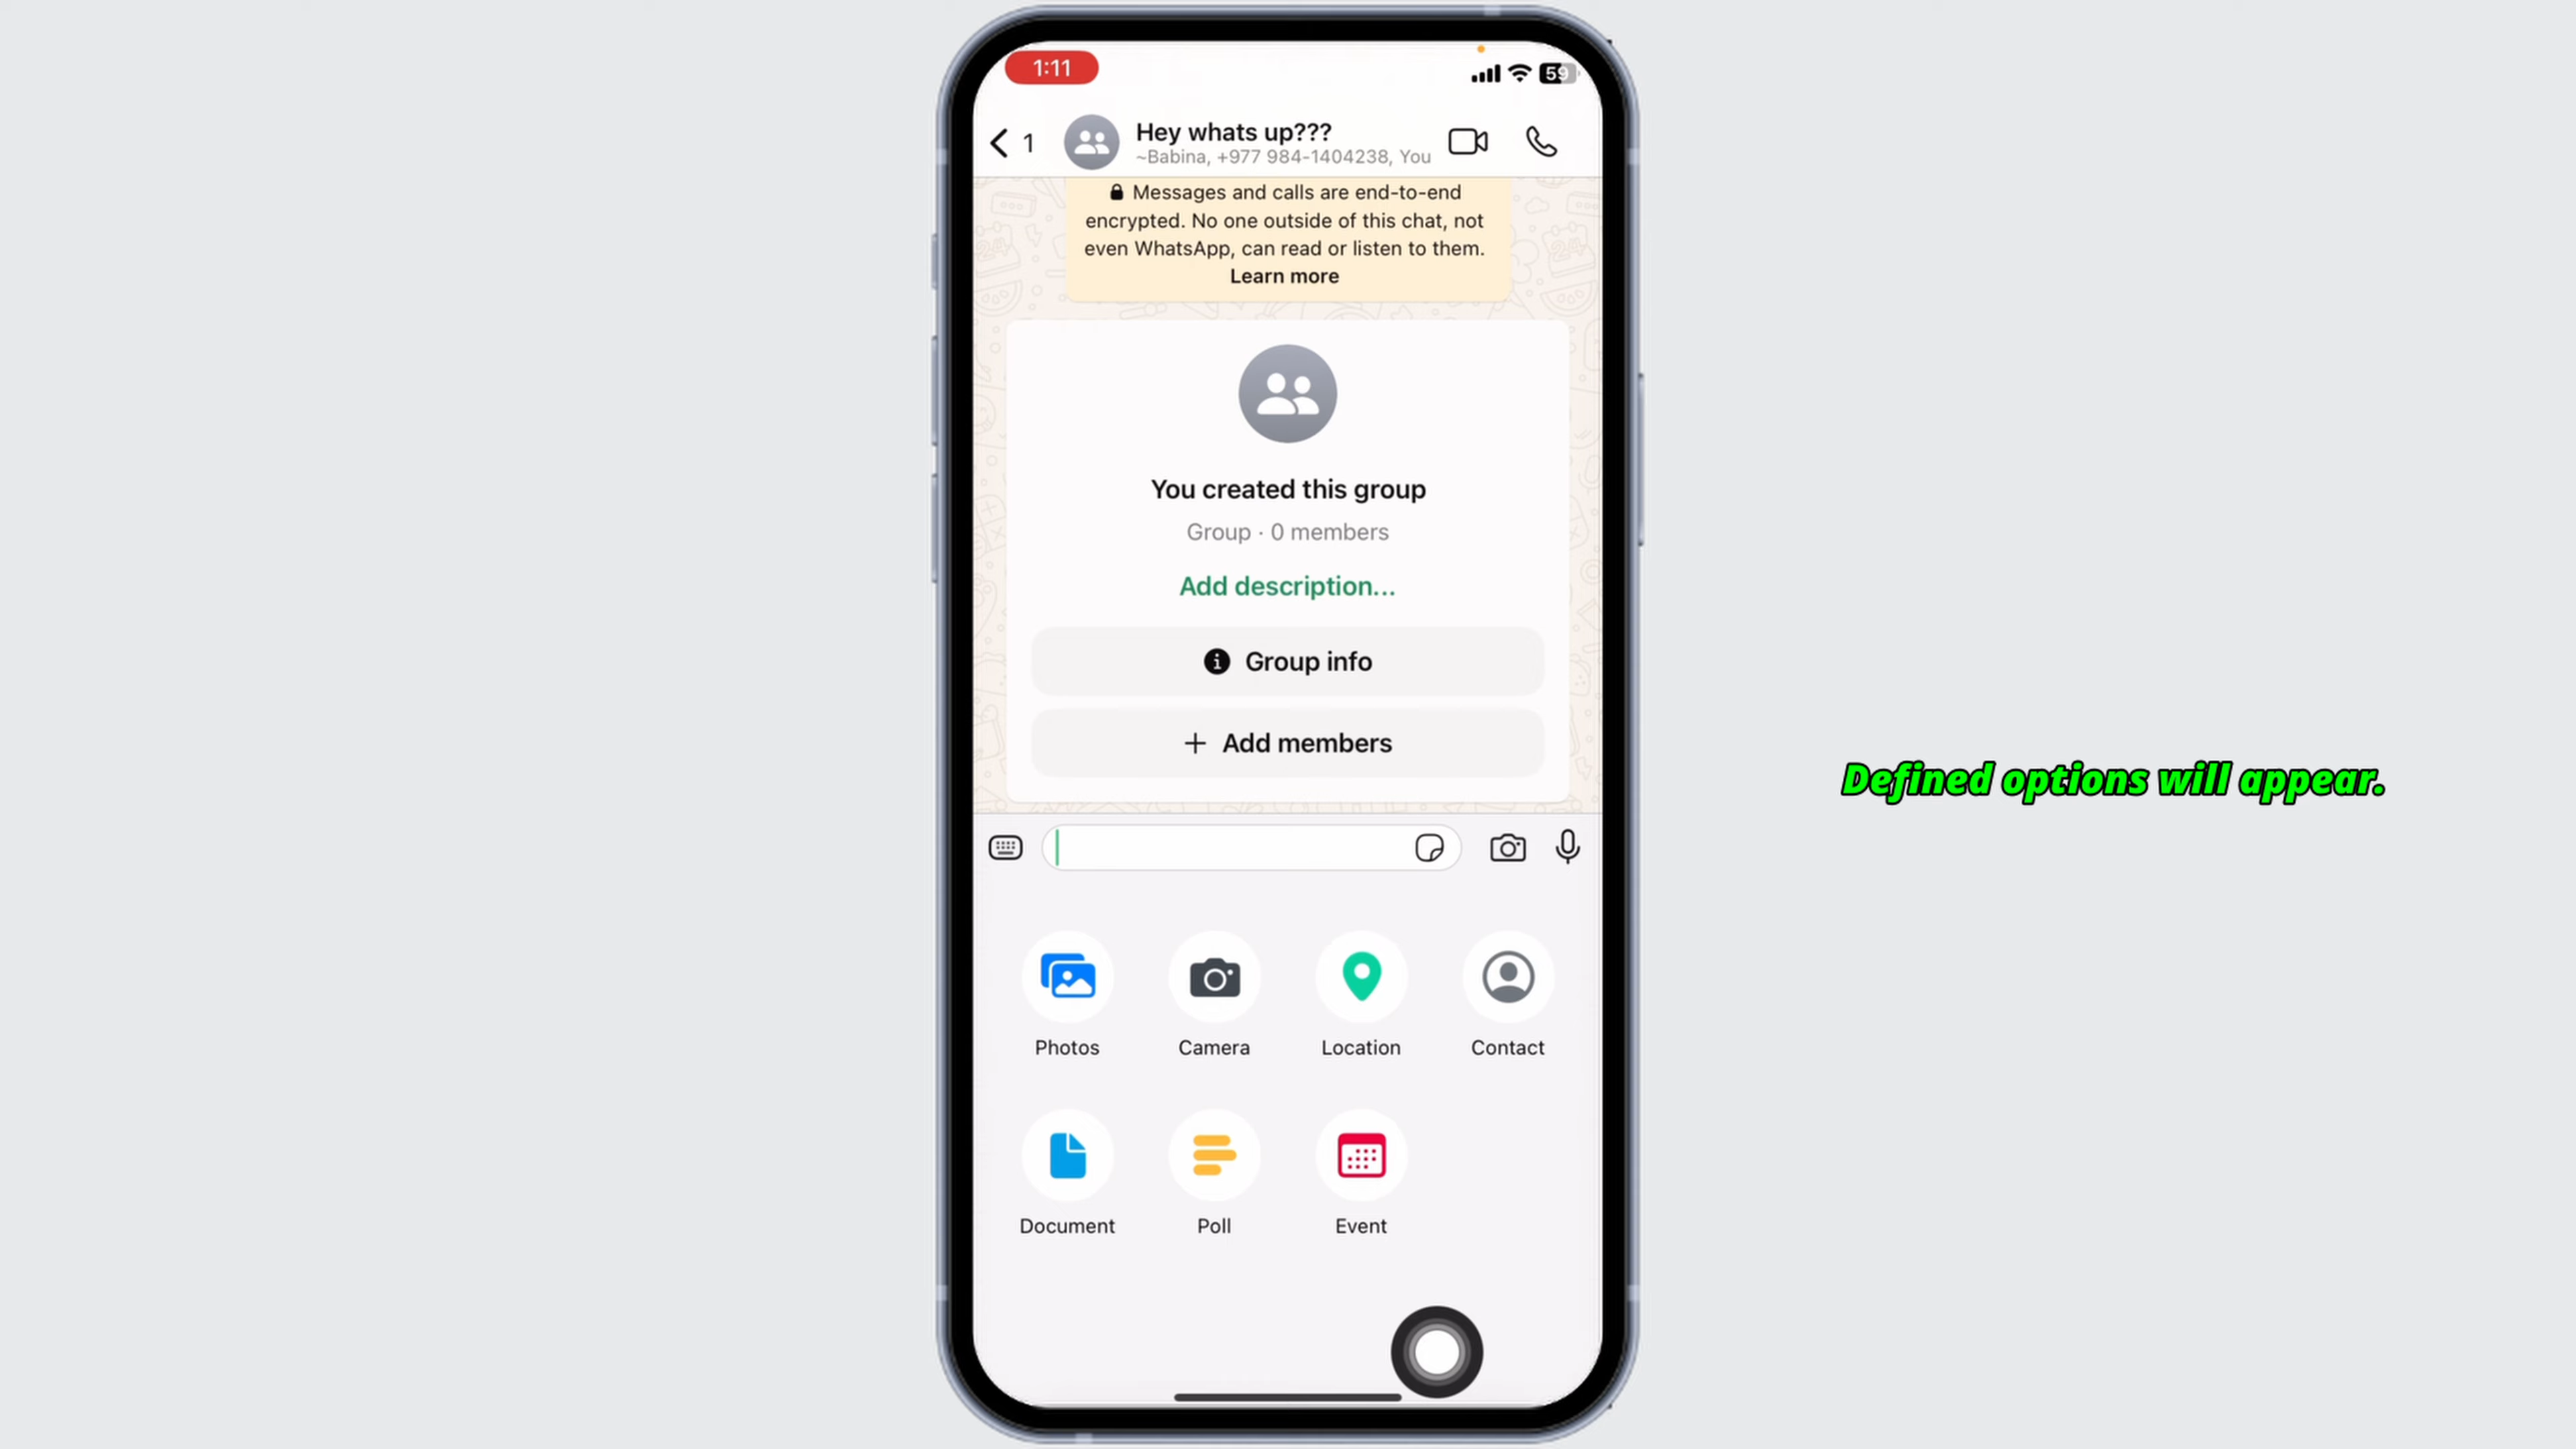 1:11
59
1
Hey whats up???
~Babina, +977 984-1404238, You
Messages and calls are end-to-end
encrypted. No one outside of this chat, not
even WhatsApp, can read or listen to them.
Learn more
You created this group
Group · 0 members
Add description...
Group info
Add members
Defined options will appear.
Photos
Camera
Location
Contact
Document
Poll
Event